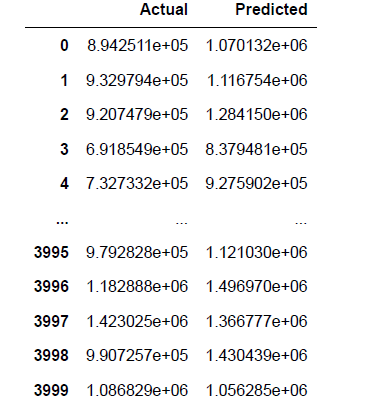 Actual Predicted
0 8.942511e+05 1.070132e+06
1 9.329794e+05 1.116754e+06
2 9.207479e+05 1.284150e+06
3 6.918549e+05 8.379481e+05
4 7.327332e+05 9.275902e+05
... ... ...
3995 9.792828e+05 1.121030e+06
3996 1.182888e+06 1.496970e+06
3997 1.423025e+06 1.366777e+06
3998 9.907257e+05 1.430439e+06
3999 1.086829e+06 1.056285e+06